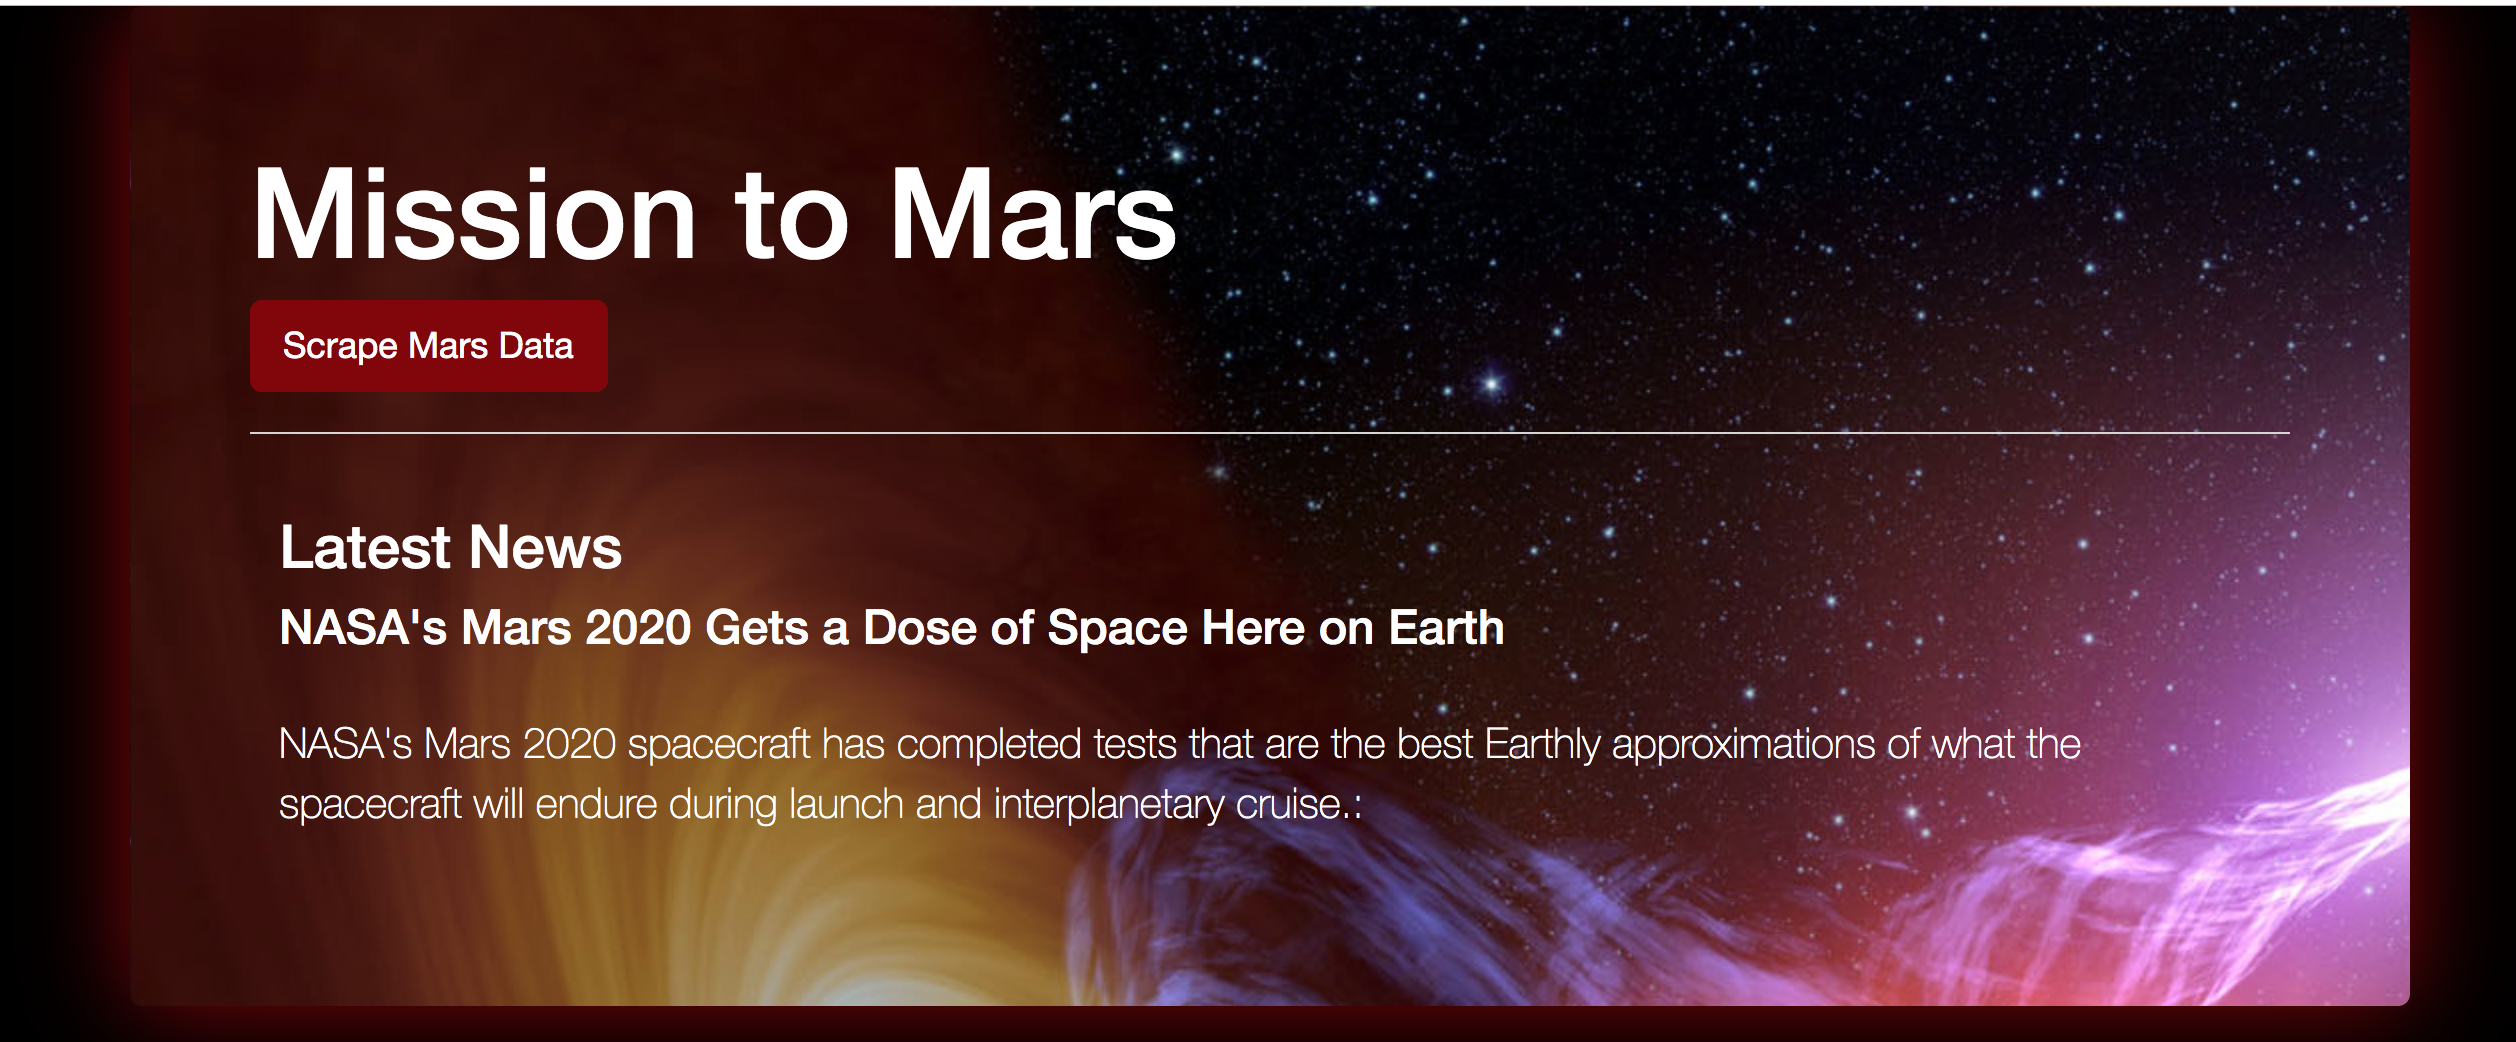 Mission to Mars
Scrape Mars Data
Latest News
NASA's Mars 2020 Gets a Dose of Space Here on Earth
NASA's Mars 2020 spacecraft has completed tests that are the best Earthly approximations of what the
spacecraft will endure during launch and interplanetary cruise.: